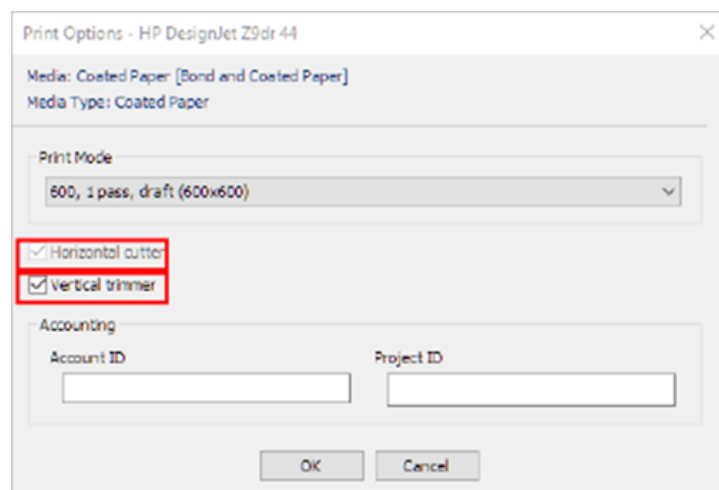 Print Options - HP DesignJet Z9dr 44
Media: Coated Paper [Bond and Coated Paper]
Media Type: Coated Paper
Print Mode
600, 1 pass, draft (600x600)
Horizontal cutter
Vertical trimmer
Accounting
Account ID Project ID
OK Cancel